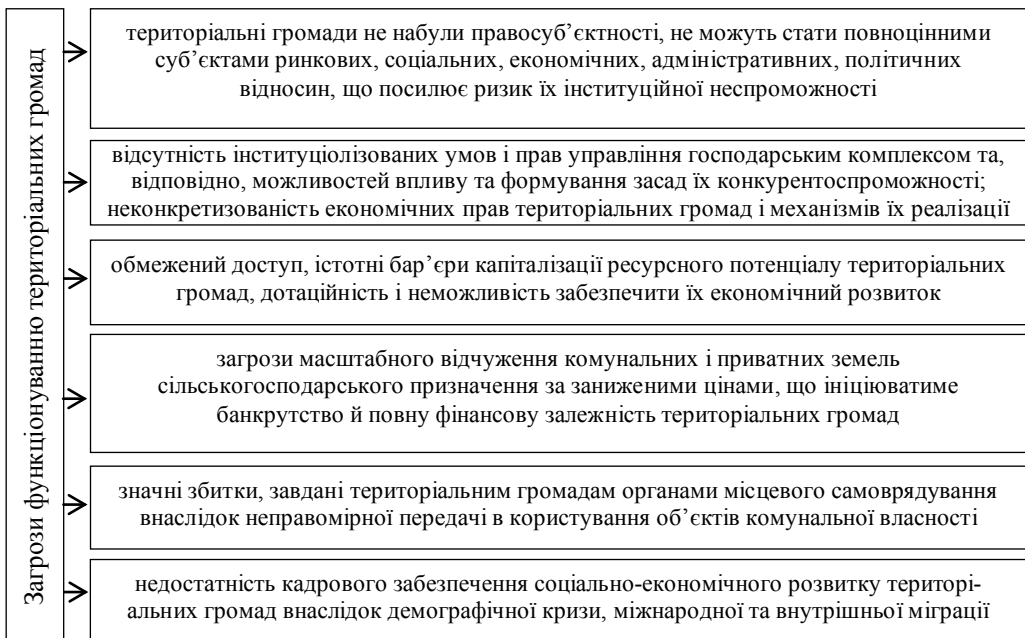 Загрози функціонуванню територіальних громад
територіальні громади не набули правосуб’єктності, не можуть стати повноцінними
суб’єктами ринкових, соціальних, економічних, адміністративних, політичних
відносин, що посилює ризик їх інституційної неспроможності
відсутність інституціолізованих умов і прав управління господарським комплексом та,
відповідно, можливостей впливу та формування засад їх конкурентоспроможності;
неконкретизованість економічних прав територіальних громад і механізмів їх реалізації
обмежений доступ, істотні бар’єри капіталізації ресурсного потенціалу територіальних
громад, дотаційність і неможливість забезпечити їх економічний розвиток
загрози масштабного відчуження комунальних і приватних земель
сільськогосподарського призначення за заниженими цінами, що ініціюватиме
банкрутство й повну фінансову залежність територіальних громад
значні збитки, завдані територіальним громадам органами місцевого самоврядування
внаслідок неправомірної передачі в користування об’єктів комунальної власності
недостатність кадрового забезпечення соціально-економічного розвитку територі-
альних громад внаслідок демографічної кризи, міжнародної та внутрішньої міграції